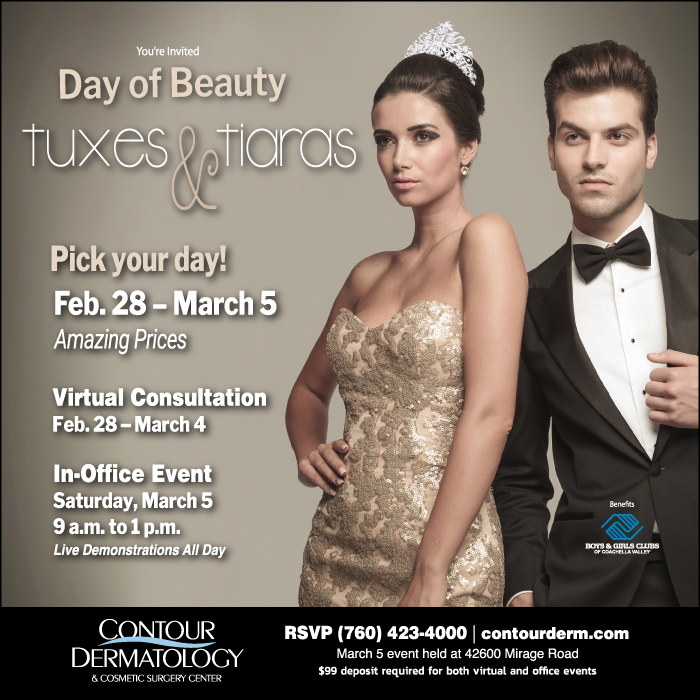 You're Invited
Day of Beauty
tuxes & tiaras
Pick your day!
Feb. 28 – March 5
Amazing Prices
Virtual Consultation
Feb. 28 – March 4
In-Office Event
Saturday, March 5
9 a.m. to 1 p.m.
Live Demonstrations All Day
Benefits
BOYS & GIRLS CLUBS
OF COACHELLA VALLEY
CONTOUR
DERMATOLOGY
& COSMETIC SURGERY CENTER
RSVP (760) 423-4000 | contourderm.com
March 5 event held at 42600 Mirage Road
$99 deposit required for both virtual and office events